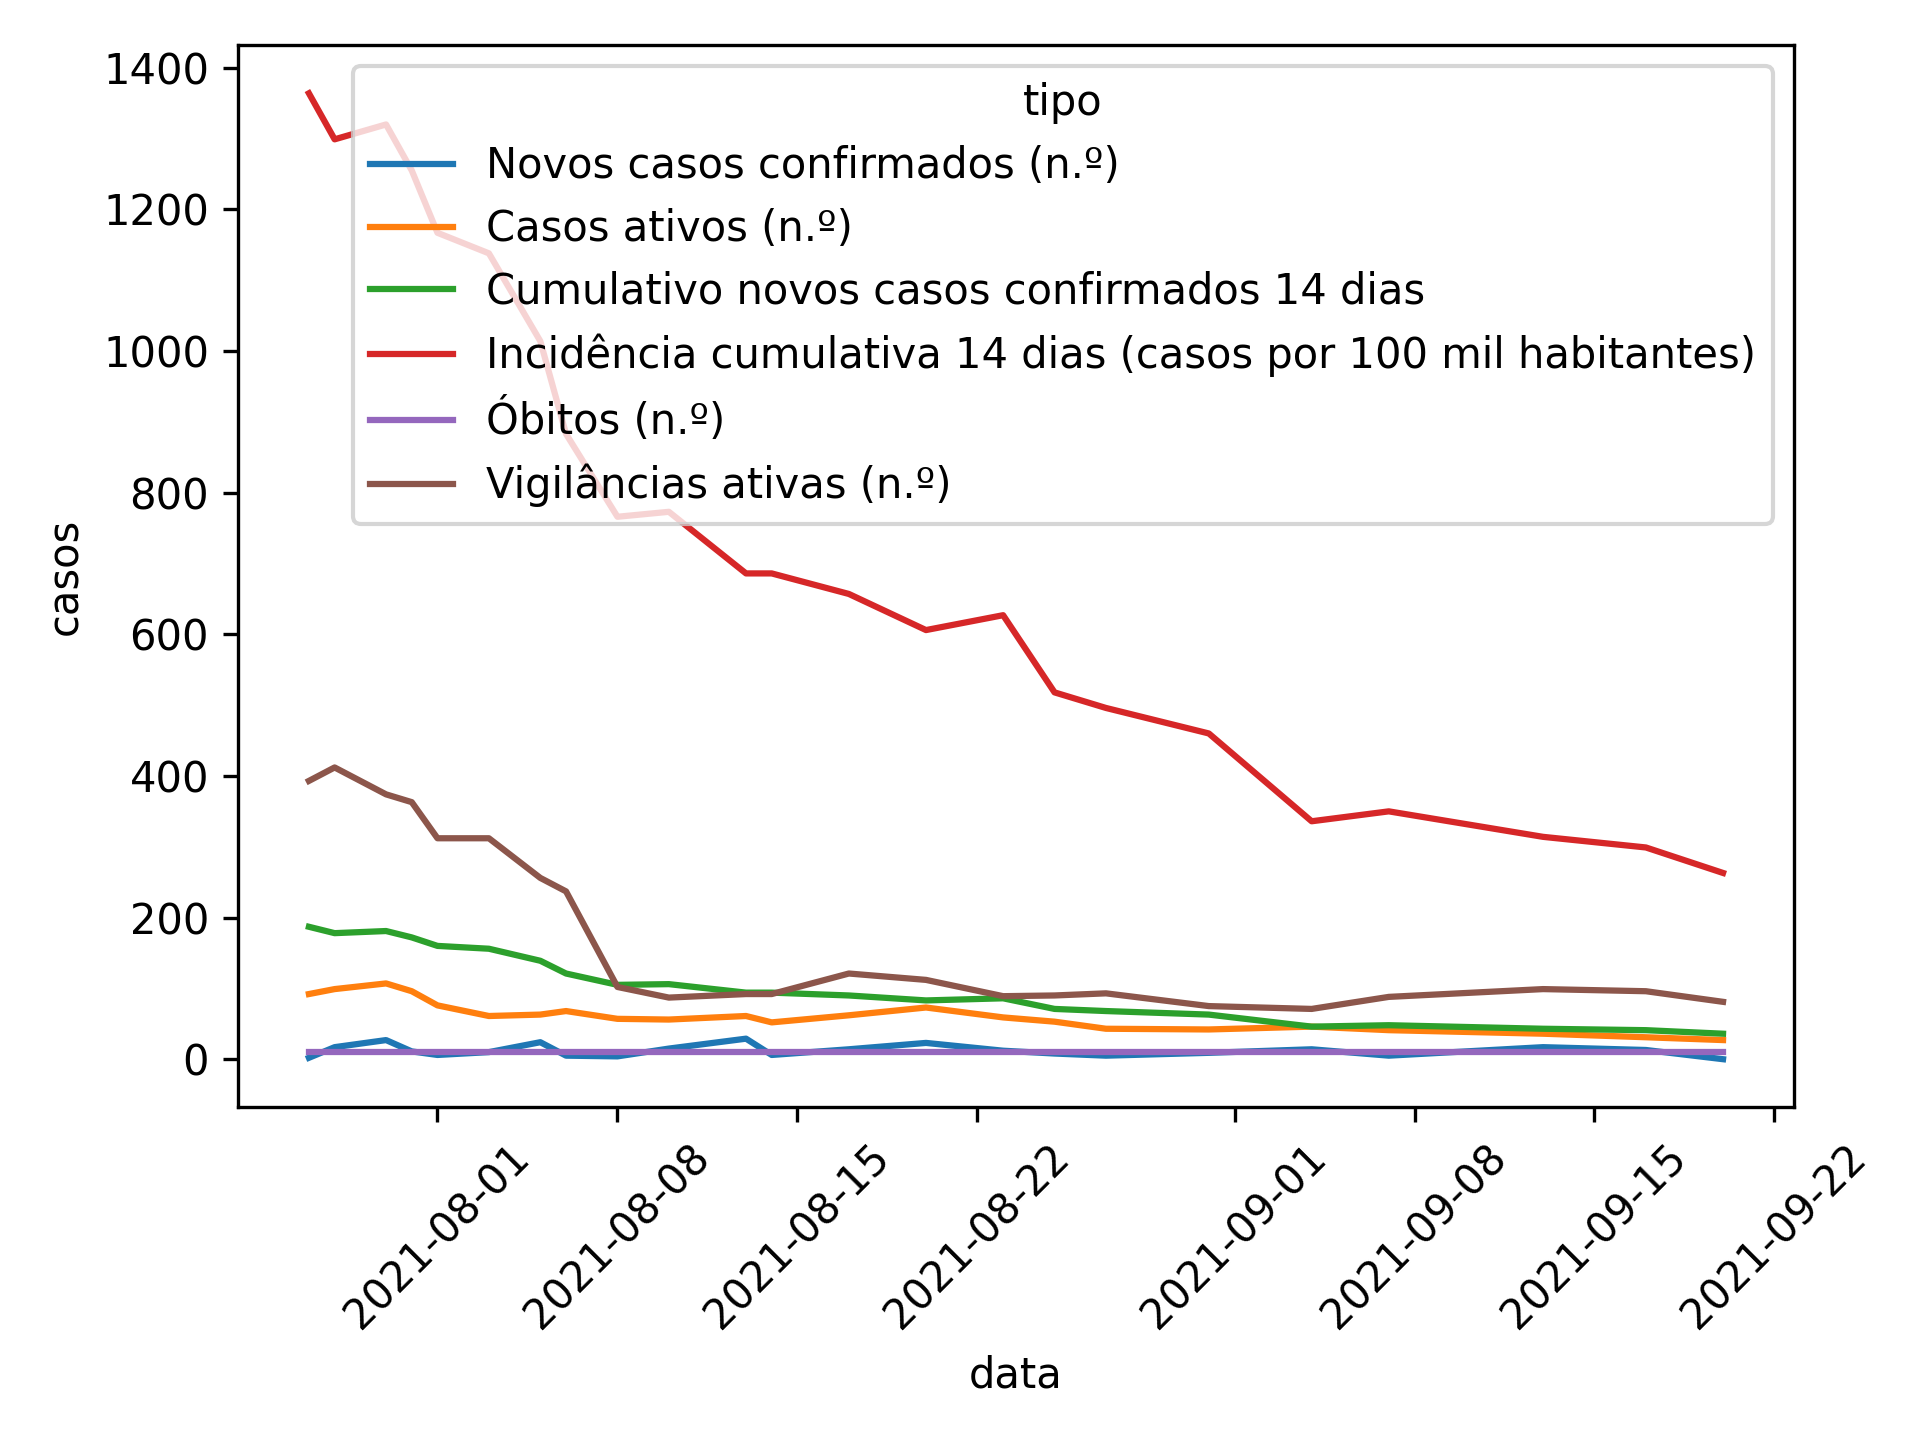 1400
1200
1000
800
600
400
200
0
casos
tipo
Novos casos confirmados (n.º)
Casos ativos (n.º)
Cumulativo novos casos confirmados 14 dias
Incidência cumulativa 14 dias (casos por 100 mil habitantes)
Óbitos (n.º)
Vigilâncias ativas (n.º)
2021-08-01
2021-08-08
2021-08-15
2021-08-22
2021-09-01
2021-09-08
2021-09-15
2021-09-22
data